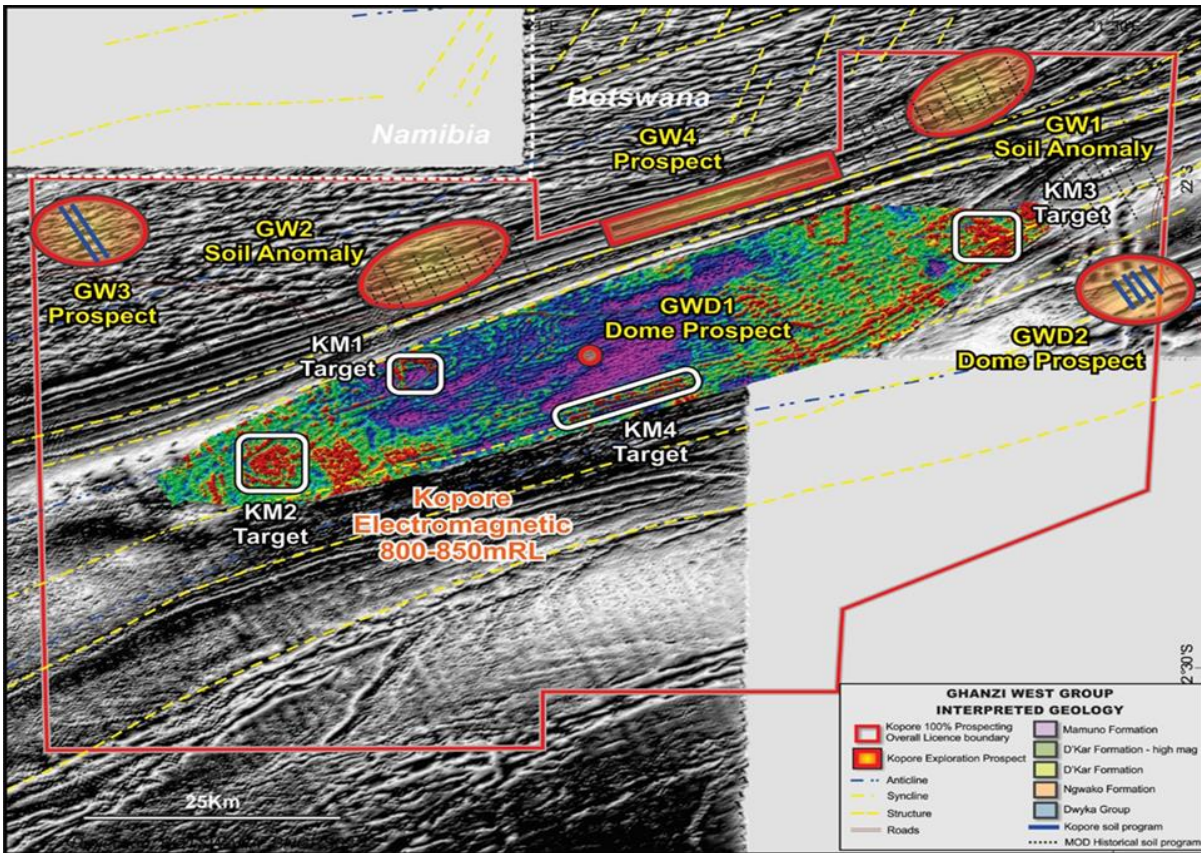 Botswana
Namibia
GW4
Prospect
GW1
Soil Anomaly
KM3
Target
GW2
Soil Anomaly
GW3
Prospect
GWD1
Dome Prospect
GWD2
Dome Prospect
KM1
Target
KM4
Target
KM2
Target
Kopore
Electromagnetic
800-850mRL
25Km
2°30'S
GHANZI WEST GROUP
INTERPRETED GEOLOGY
Kopore 100% Prospecting
Overall Licence boundary
Kopore Exploration Prospect
Anticline
Syncline
Structure
Roads
Mamuno Formation
D'Kar Formation - high mag
D'Kar Formation
Ngwako Formation
Dwyka Group
Kopore soil program
MOD Historical soil program